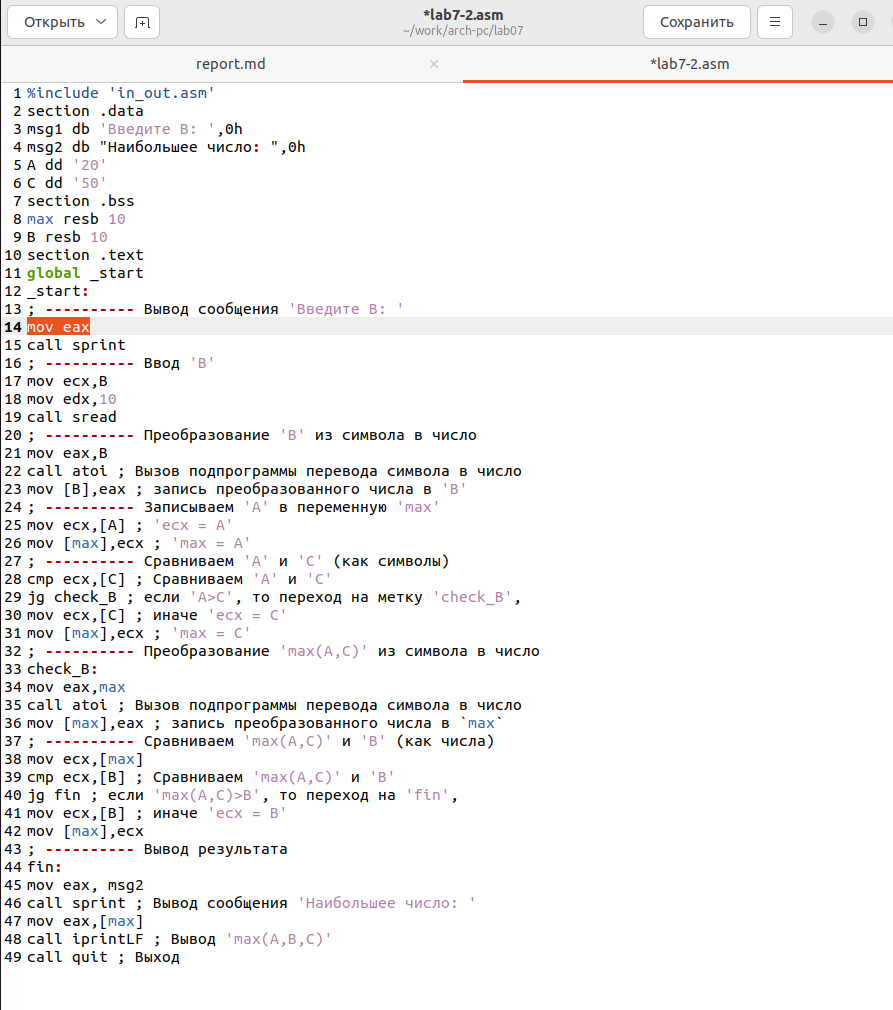 Открыть
*lab7-2.asm
~/work/arch-pc/lab07
Сохранить
report.md
*lab7-2.asm
1 %include 'in_out.asm'
2 section .data
3 msg1 db 'Введите B: ',0h
4 msg2 db "Наибольшее число: ",0h
5 A dd '20'
6 C dd '50'
7 section .bss
8 max resb 10
9 B resb 10
10 section .text
11 global _start
12 _start:
13 ; ---------- Вывод сообщения 'Введите B: '
14 mov eax
15 call sprint
16 ; ---------- Ввод 'B'
17 mov ecx,B
18 mov edx,10
19 call sread
20 ; ---------- Преобразование 'B' из символа в число
21 mov eax,B
22 call atoi ; Вызов подпрограммы перевода символа в число
23 mov [B],eax ; запись преобразованного числа в 'B'
24 ; ---------- Записываем 'A' в переменную 'max'
25 mov ecx,[A] ; 'ecx = A'
26 mov [max],ecx ; 'max = A'
27 ; ---------- Сравниваем 'A' и 'С' (как символы)
28 cmp ecx,[C] ; Сравниваем 'A' и 'С'
29 jg check_B ; если 'A>C', то переход на метку 'check_B',
30 mov ecx,[C] ; иначе 'ecx = C'
31 mov [max],ecx ; 'max = C'
32 ; ---------- Преобразование 'max(A,C)' из символа в число
33 check_B:
34 mov eax,max
35 call atoi ; Вызов подпрограммы перевода символа в число
36 mov [max],eax ; запись преобразованного числа в `max`
37 ; ---------- Сравниваем 'max(A,C)' и 'B' (как числа)
38 mov ecx,[max]
39 cmp ecx,[B] ; Сравниваем 'max(A,C)' и 'B'
40 jg fin ; если 'max(A,C)>B', то переход на 'fin',
41 mov ecx,[B] ; иначе 'ecx = B'
42 mov [max],ecx
43 ; ---------- Вывод результата
44 fin:
45 mov eax, msg2
46 call sprint ; Вывод сообщения 'Наибольшее число: '
47 mov eax,[max]
48 call iprintLF ; Вывод 'max(A,B,C)'
49 call quit ; Выход